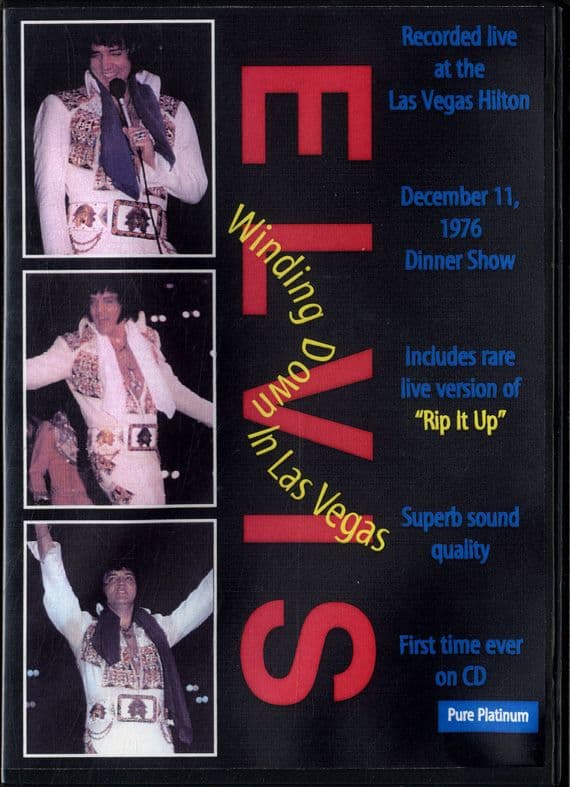 ELVIS
Winding Down In Las Vegas
Recorded live
at the
Las Vegas Hilton
December 11,
1976
Dinner Show
Includes rare
live version of
“Rip It Up”
Superb sound
quality
First time ever
on CD
Pure Platinum